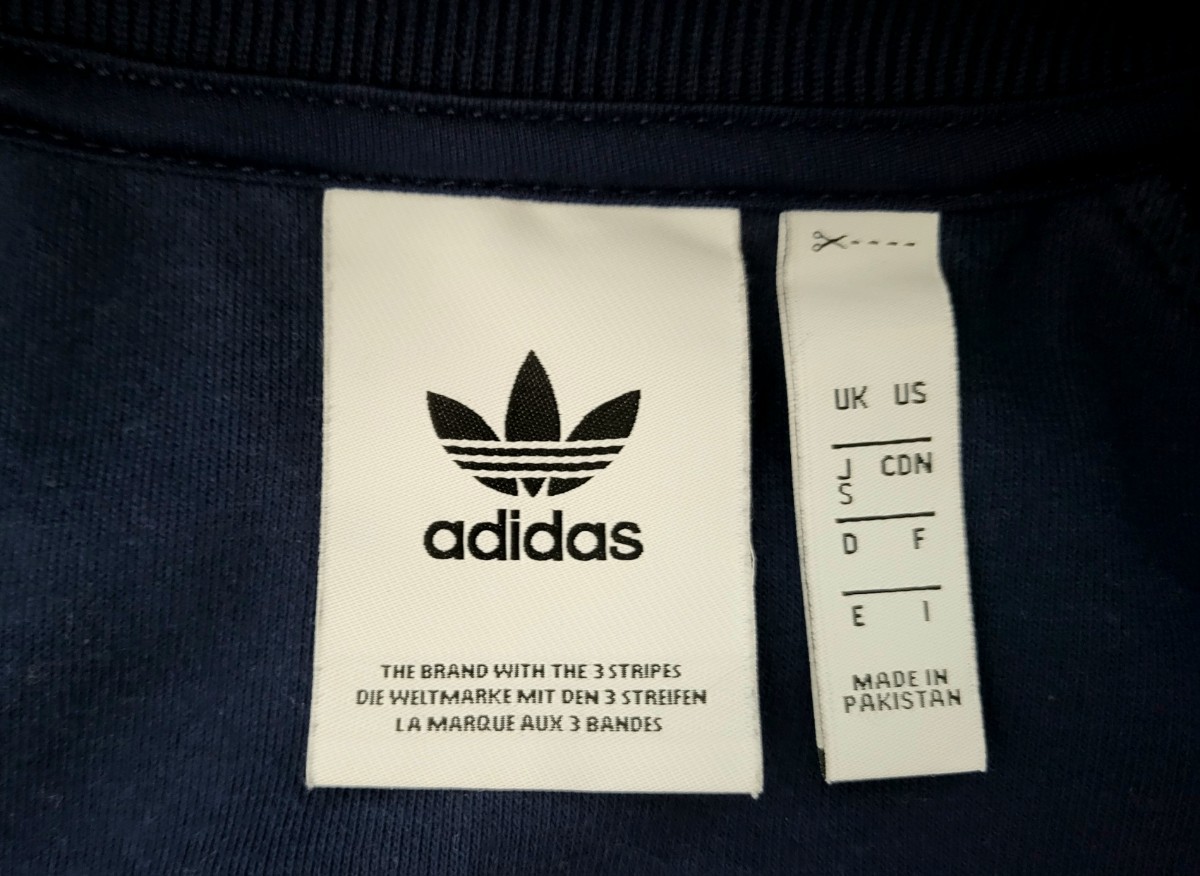 adidas
THE BRAND WITH THE 3 STRIPES
DIE WELTMARKE MIT DEN 3 STREIFEN
LA MARQUE AUX 3 BANDES
UK US
J CDN
S
D F
E I
MADE IN
PAKISTAN